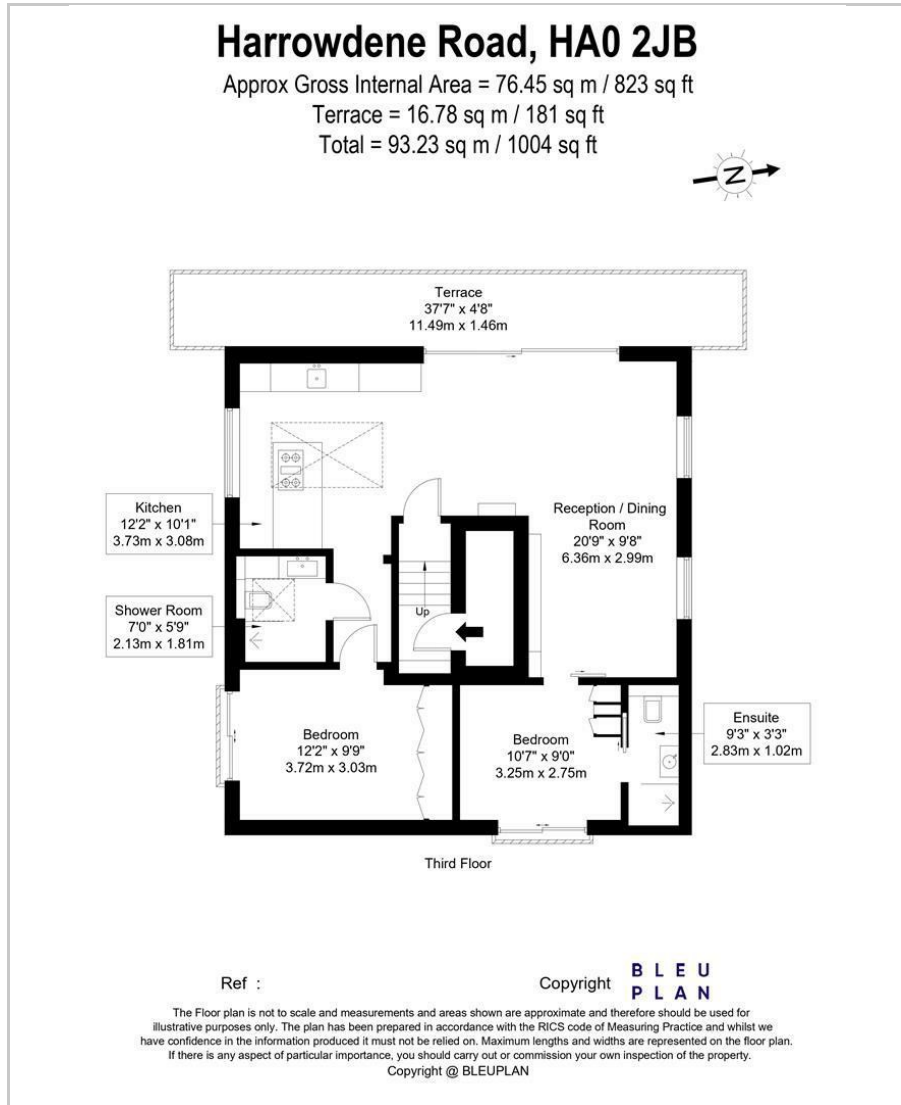 Harrowdene Road, HA0 2JB
Approx Gross Internal Area = 76.45 sq m / 823 sq ft
Terrace = 16.78 sq m / 181 sq ft
Total = 93.23 sq m / 1004 sq ft
N
Terrace
37'7" x 4'8"
11.49m x 1.46m
Kitchen
12'2" x 10'1"
3.73m x 3.08m
Reception / Dining
Room
20'9" x 9'8"
6.36m x 2.99m
Shower Room
7'0" x 5'9"
2.13m x 1.81m
Up
Bedroom
12'2" x 9'9"
3.72m x 3.03m
Bedroom
10'7" x 9'0"
3.25m x 2.75m
Ensuite
9'3" x 3'3"
2.83m x 1.02m
Third Floor
Ref :
Copyright
BLEU
PLAN
The Floor plan is not to scale and measurements and areas shown are approximate and therefore should be used for
illustrative purposes only. The plan has been prepared in accordance with the RICS code of Measuring Practice and whilst we
have confidence in the information produced it must not be relied on. Maximum lengths and widths are represented on the floor plan.
If there is any aspect of particular importance, you should carry out or commission your own inspection of the property.
Copyright @ BLEUPLAN